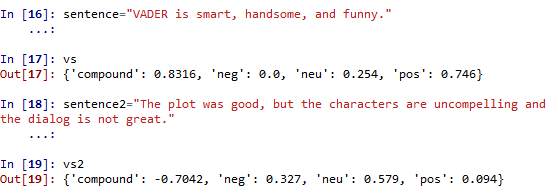 In [16]: sentence="VADER is smart, handsome, and funny."
...:
In [17]: vs
Out[17]: {'compound': 0.8316, 'neg': 0.0, 'neu': 0.254, 'pos': 0.746}
In [18]: sentence2="The plot was good, but the characters are uncompelling and
the dialog is not great."
...:
In [19]: vs2
Out[19]: {'compound': -0.7042, 'neg': 0.327, 'neu': 0.579, 'pos': 0.094}